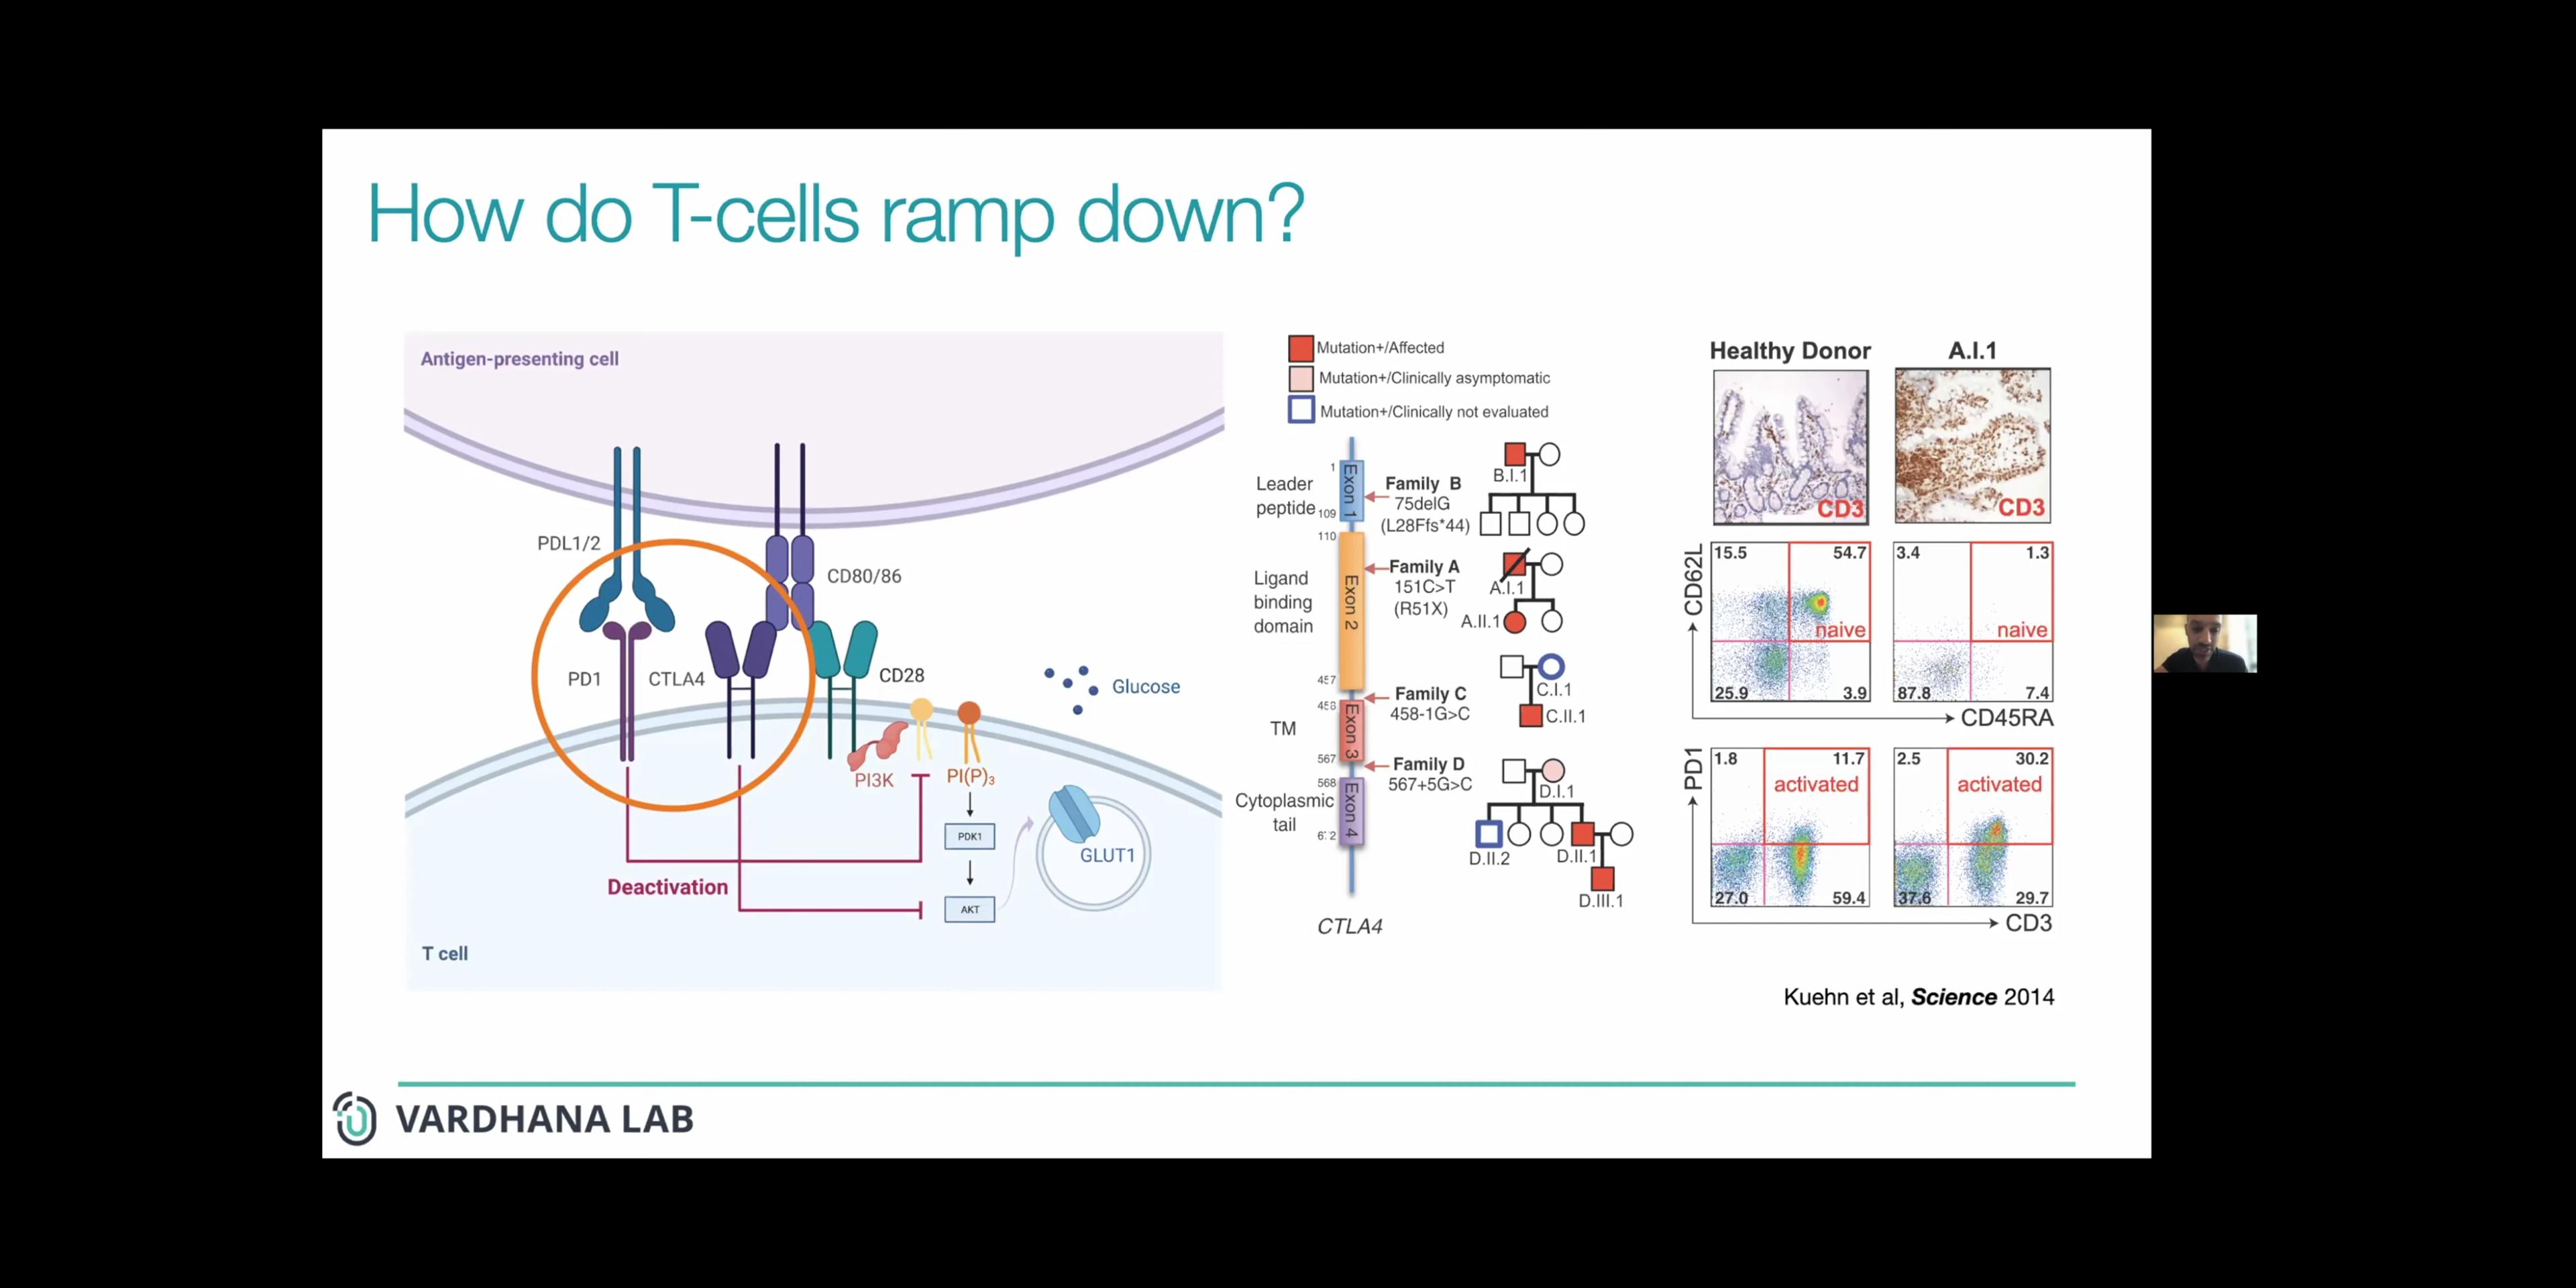 How do T-cells ramp down?
Antigen-presenting cell
PDL1/2
CD80/86
PD1
CTLA4
CD28
Glucose
PI3K
PI(P)3
PDK1
GLUT1
Deactivation
AKT
T cell
Mutation+/Affected
Mutation+/Clinically asymptomatic
Mutation+/Clinically not evaluated
Leader
peptide
1
109
Exon 1
Family B
75delG
(L28Ffs*44)
B.I.1
110
Ligand
binding
domain
Exon 2
457
Family A
151C>T
(R51X)
A.I.1
A.II.1
Family C
458-1G>C
C.I.1
C.II.1
TM
458
Exon 3
567
Family D
567+5G>C
D.I.1
D.II.2
D.II.1
D.III.1
568
Cytoplasmic
tail
Exon 4
CTLA4
Healthy Donor
A.I.1
CD3
CD3
CD62L
15.5
54.7
naive
25.9
3.9
3.4
1.3
naive
87.8
7.4
CD45RA
PD1
1.8
11.7
activated
27.0
59.4
2.5
30.2
activated
37.6
29.7
CD3
Kuehn et al, Science 2014
VARDHANA LAB